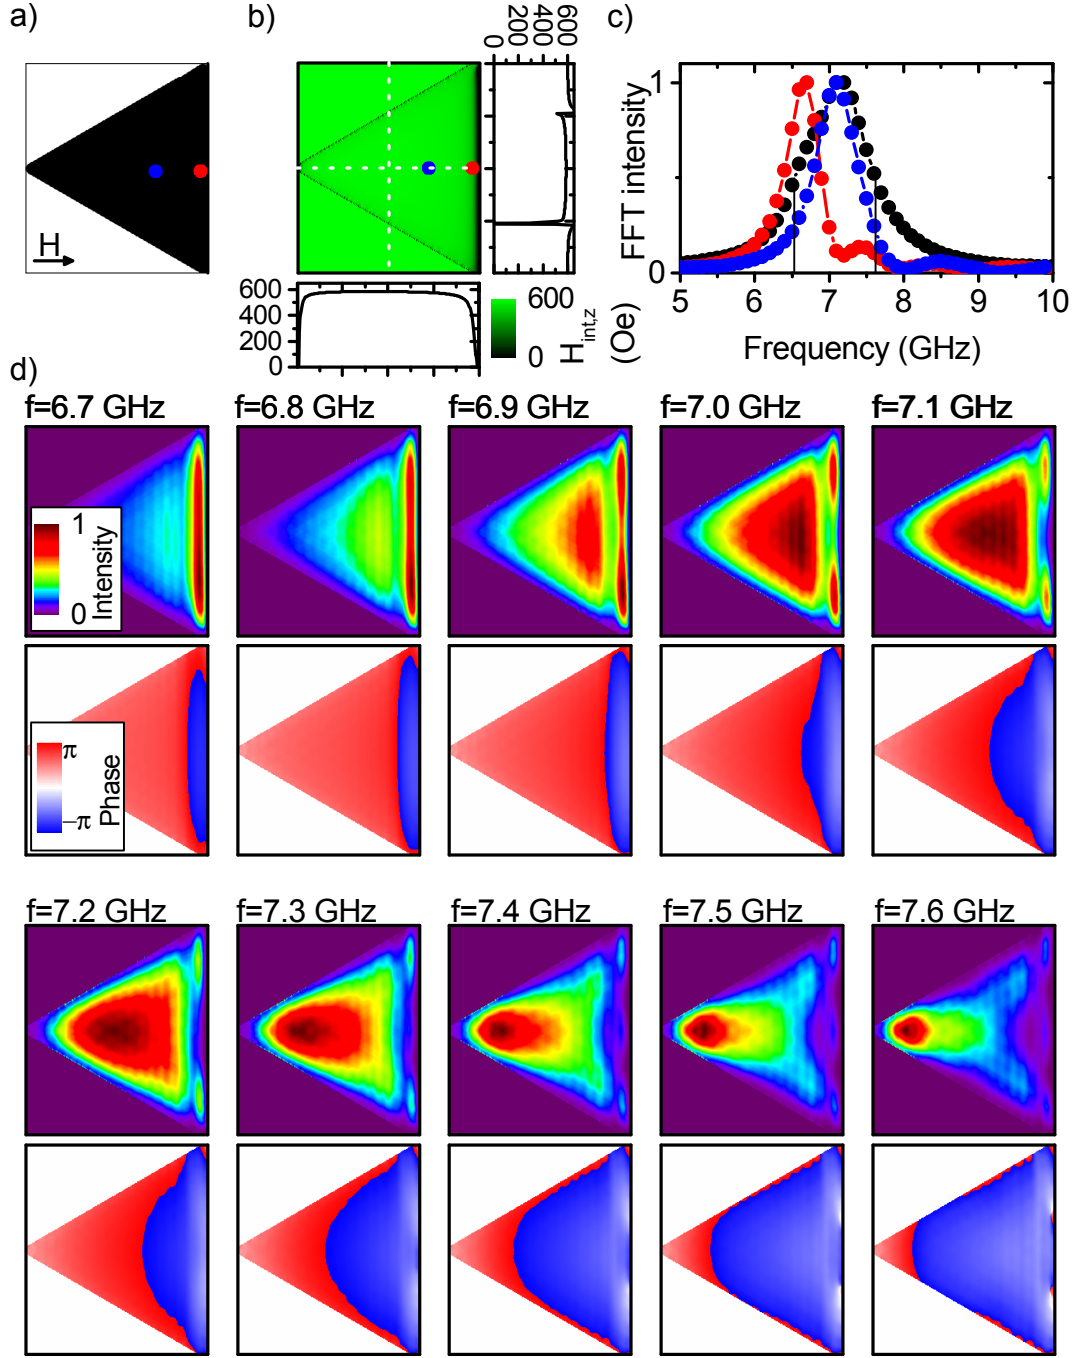 a)
H
b)
0
200
400
600
600
400
200
0
600
0
H_int,z
(Oe)
c)
FFT intensity
1
0
5 6 7 8 9 10
Frequency (GHz)
d)
f=6.7 GHz f=6.8 GHz f=6.9 GHz f=7.0 GHz f=7.1 GHz
1
0
Intensity
π
−π
Phase
f=7.2 GHz f=7.3 GHz f=7.4 GHz f=7.5 GHz f=7.6 GHz